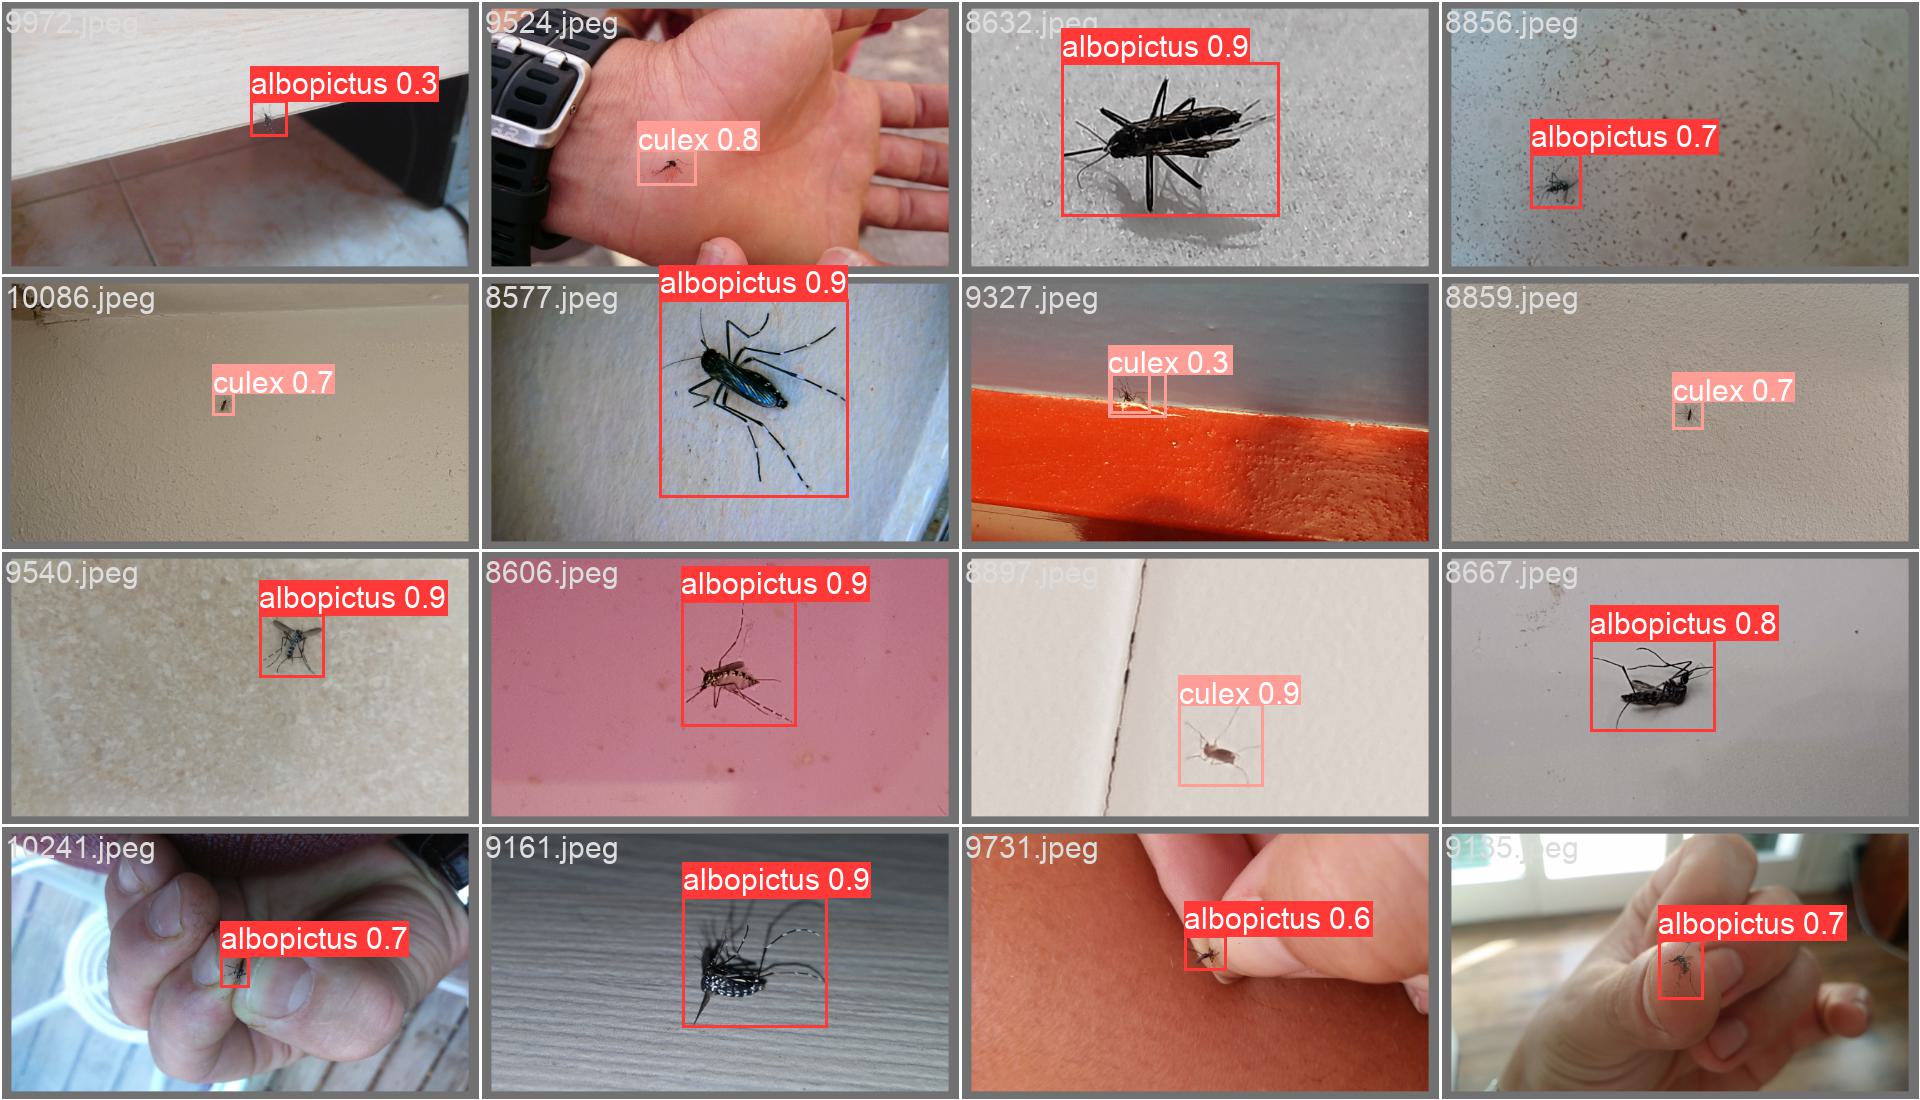 9972.jpeg
albopictus 0.3
9524.jpeg
culex 0.8
8632.jpeg
albopictus 0.9
8856.jpeg
albopictus 0.7
10086.jpeg
culex 0.7
8577.jpeg
albopictus 0.9
9327.jpeg
culex 0.3
8859.jpeg
culex 0.7
9540.jpeg
albopictus 0.9
8606.jpeg
albopictus 0.9
8897.jpeg
culex 0.9
8667.jpeg
albopictus 0.8
10241.jpeg
albopictus 0.7
9161.jpeg
albopictus 0.9
9731.jpeg
albopictus 0.6
9135.jpeg
albopictus 0.7